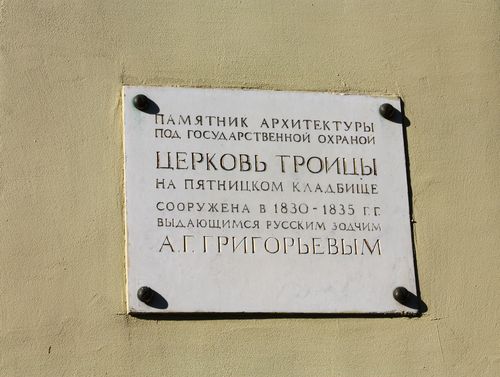 ПАМЯТНИК АРХИТЕКТУРЫ
ПОД ГОСУДАРСТВЕННОЙ ОХРАНОЙ
ЦЕРКОВЬ ТРОИЦЫ
НА ПЯТНИЦКОМ КЛАДБИЩЕ
СООРУЖЕНА В 1830-1835 Г.Г.
ВЫДАЮЩИМСЯ РУССКИМ ЗОДЧИМ
А.Г. ГРИГОРЬЕВЫМ